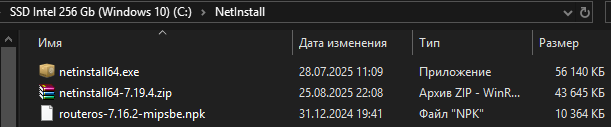 SSD Intel 256 Gb (Windows 10) (C:) > NetInstall
Имя Дата изменения Тип Размер
netinstall64.exe 28.07.2025 11:09 Приложение 56 140 КБ
netinstall64-7.19.4.zip 25.08.2025 22:08 Архив ZIP - WinR... 43 645 КБ
routeros-7.16.2-mipsbe.npk 31.12.2024 19:41 Файл "NPK" 10 364 КБ